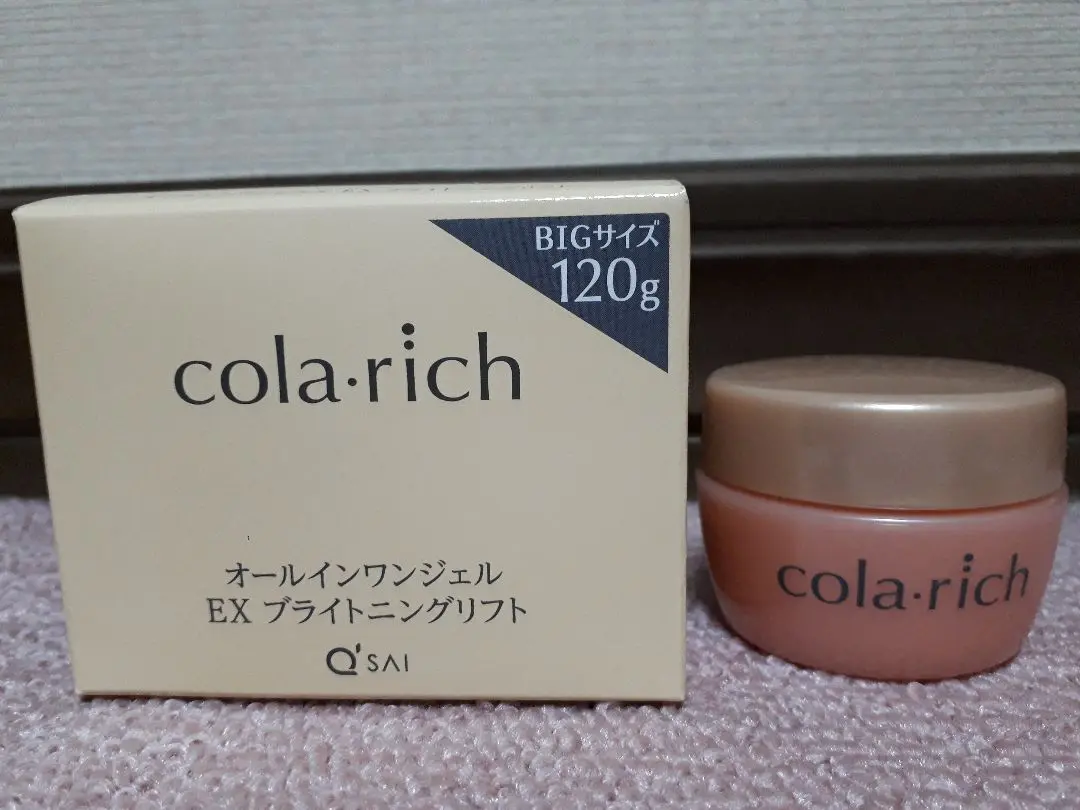 BIGサイズ
120g
cola·rich
オールインワンジェル
EX ブライトニングリフト
Q'SAI
cola·rich